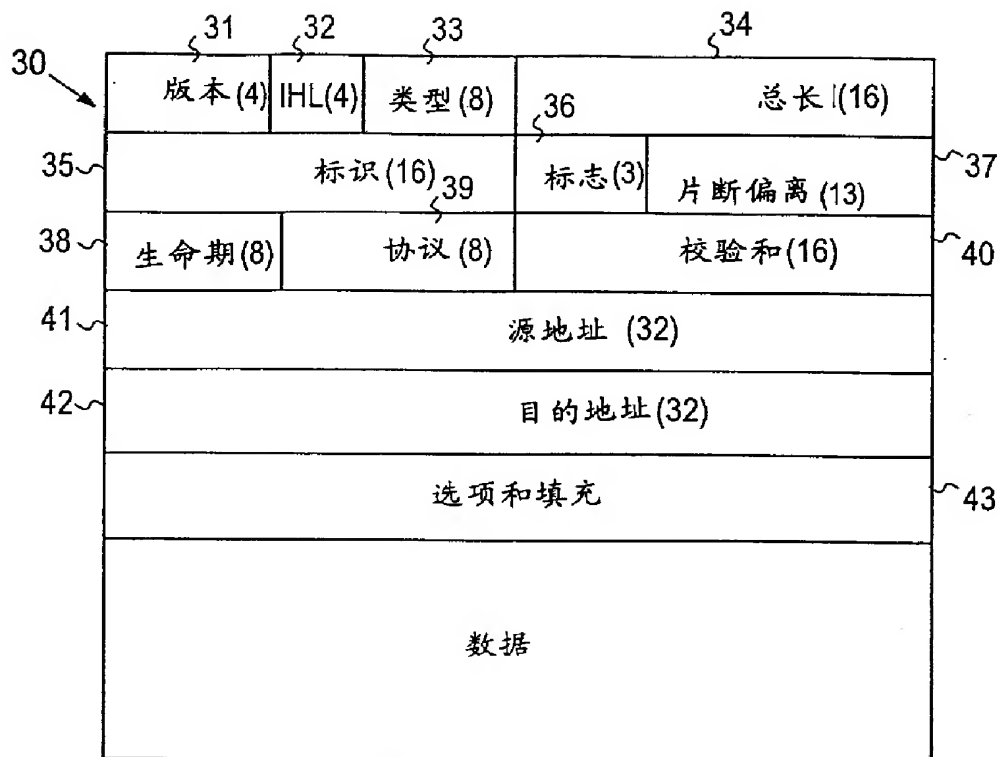 31 32 33 34
30
版本(4) IHL(4) 类型(8) 总长 (16)
36
35 标识(16) 标志(3) 片断偏离(13) 37
39
38 生命期(8) 协议(8) 校验和(16) 40
41 源地址 (32)
42 目的地址(32)
选项和填充 43
数据